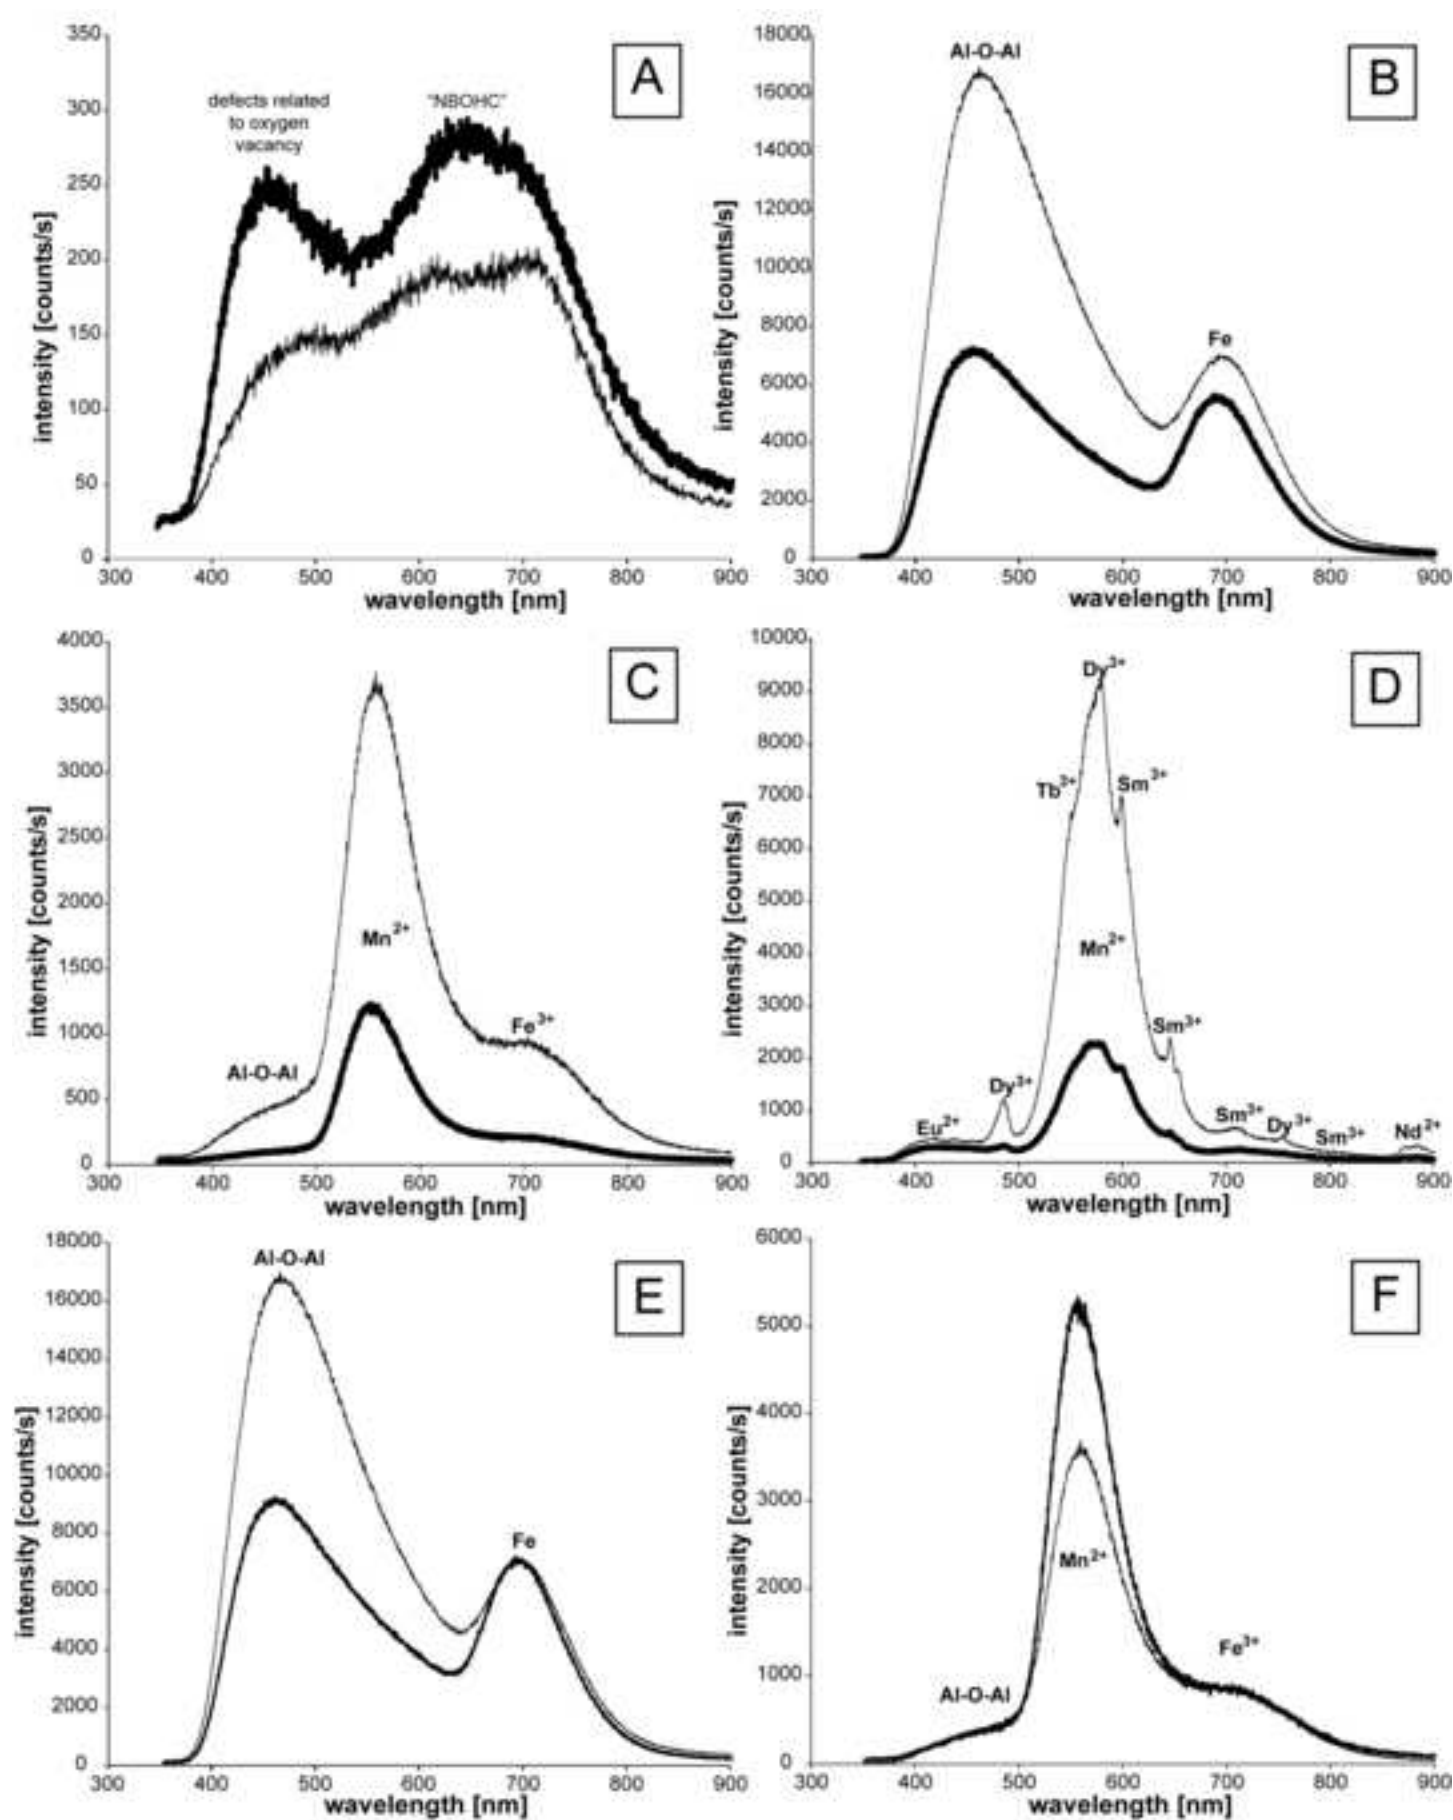 A
350
300
250
200
150
100
50
0
300 400 500 600 700 800 900
intensity [counts/s]
wavelength [nm]
defects related
to oxygen
vacancy
"NBOHC"
B
18000
16000
14000
12000
10000
8000
6000
4000
2000
0
300 400 500 600 700 800 900
intensity [counts/s]
wavelength [nm]
Al-O-Al
Fe
C
4000
3500
3000
2500
2000
1500
1000
500
0
300 400 500 600 700 800 900
intensity [counts/s]
wavelength [nm]
Mn2+
Fe3+
Al-O-Al
D
10000
9000
8000
7000
6000
5000
4000
3000
2000
1000
0
300 400 500 600 700 800 900
intensity [counts/s]
wavelength [nm]
Dy3+
Tb3+
Sm3+
Mn2+
Sm3+
Dy3+
Eu2+
Sm3+
Dy3+
Sm3+
Nd2+
E
18000
16000
14000
12000
10000
8000
6000
4000
2000
0
300 400 500 600 700 800 900
intensity [counts/s]
wavelength [nm]
Al-O-Al
Fe
F
6000
5000
4000
3000
2000
1000
0
300 400 500 600 700 800 900
intensity [counts/s]
wavelength [nm]
Mn2+
Fe3+
Al-O-Al